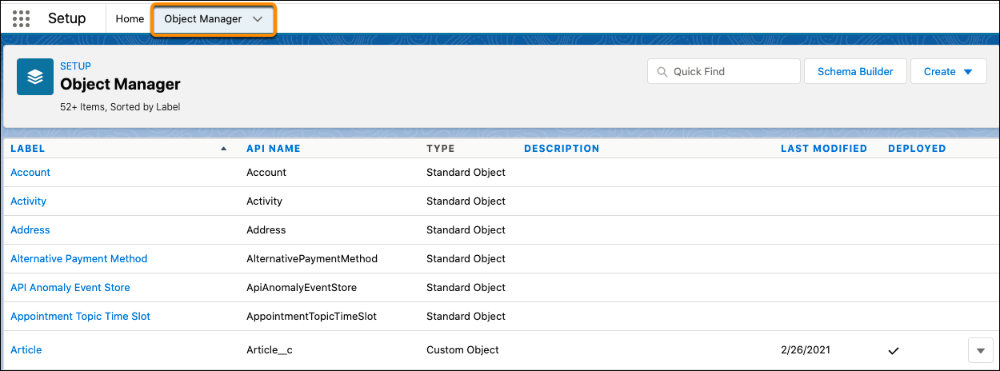 Setup Home Object Manager
SETUP
Object Manager
52+ Items, Sorted by Label
Quick Find Schema Builder Create
LABEL API NAME TYPE DESCRIPTION LAST MODIFIED DEPLOYED
Account Account Standard Object
Activity Activity Standard Object
Address Address Standard Object
Alternative Payment Method AlternativePaymentMethod Standard Object
API Anomaly Event Store ApiAnomalyEventStore Standard Object
Appointment Topic Time Slot AppointmentTopicTimeSlot Standard Object
Article Article__c Custom Object 2/26/2021